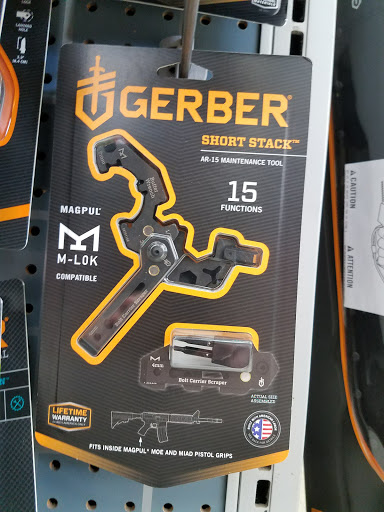 GERBER
SHORT STACK™
AR-15 MAINTENANCE TOOL
15
FUNCTIONS
MAGPUL®
M-LOK
COMPATIBLE
4mm
Bolt Carrier Scraper
ACTUAL SIZE
ASSEMBLED
LIFETIME
WARRANTY
FITS INSIDE MAGPUL® MOE AND MIAD PISTOL GRIPS
⚠ CAUTION
⚠ ATTENTION